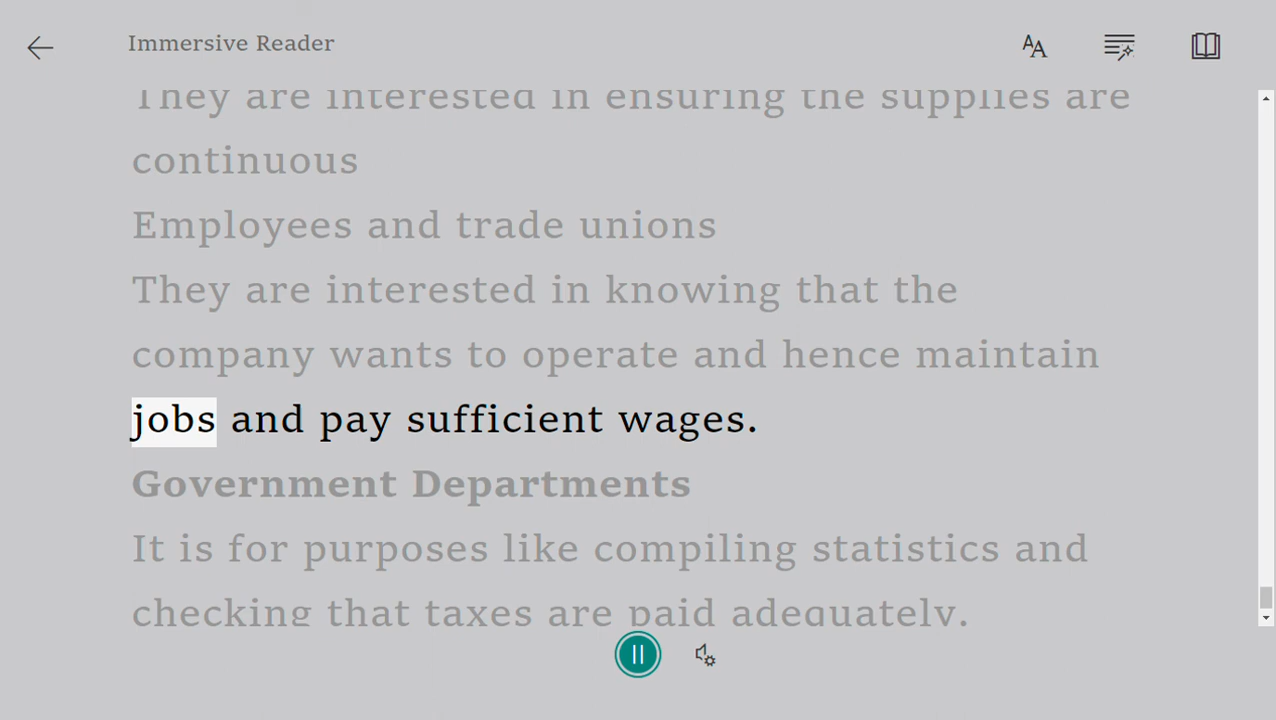 Immersive Reader
They are interested in ensuring the supplies are
continuous
Employees and trade unions
They are interested in knowing that the
company wants to operate and hence maintain
jobs and pay sufficient wages.
Government Departments
It is for purposes like compiling statistics and
checking that taxes are paid adequately.